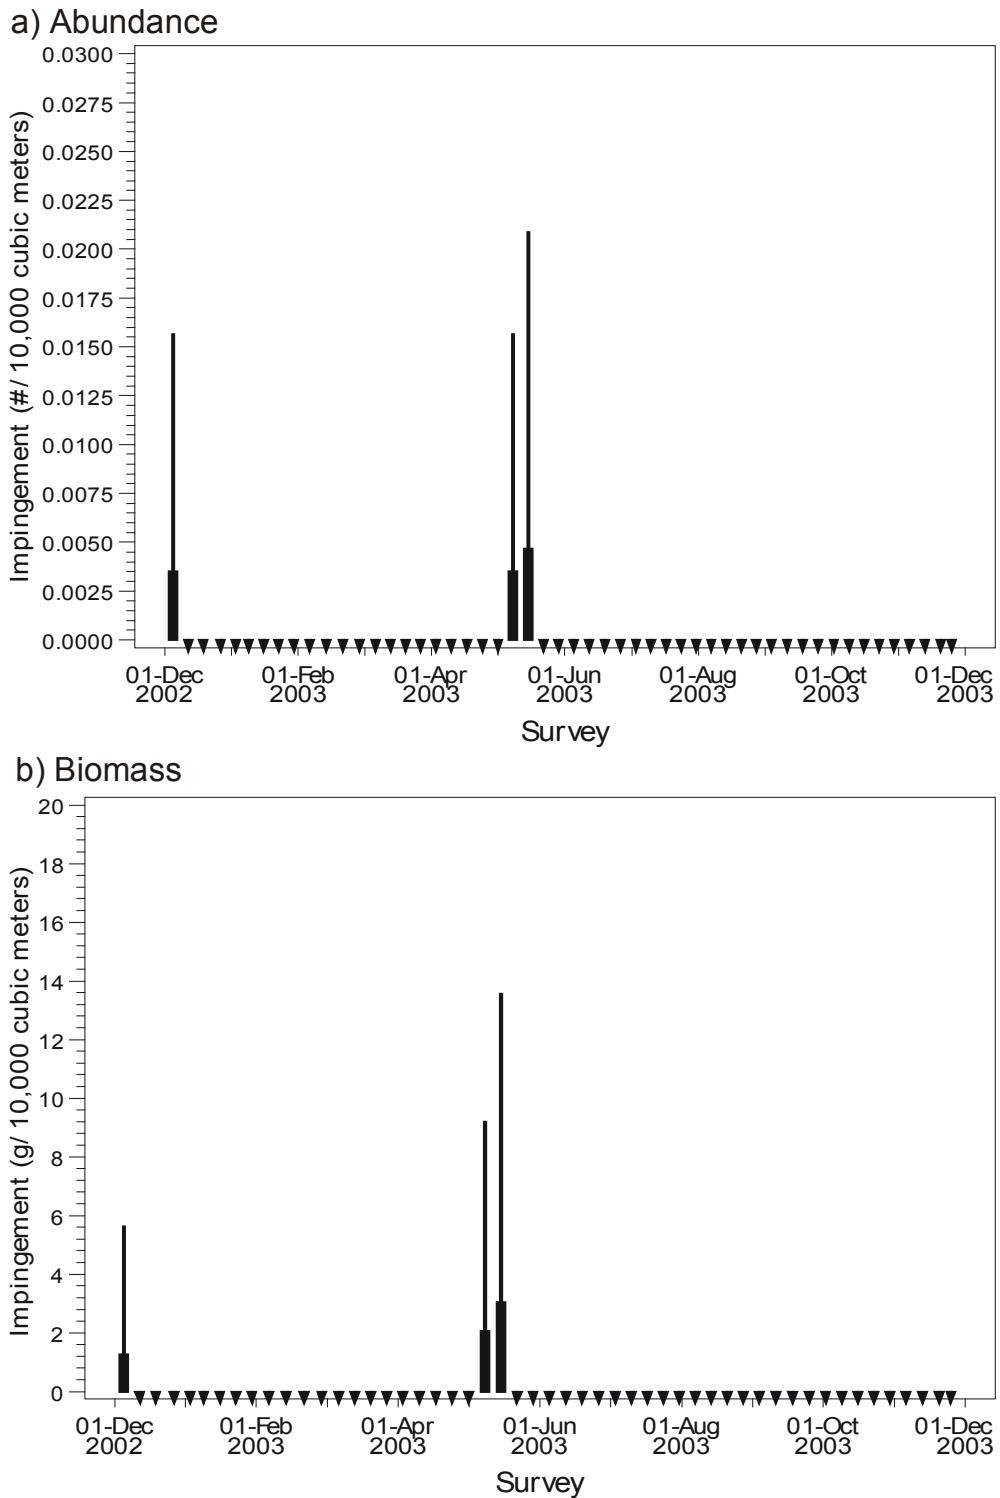 a) Abundance
0.0300
0.0275
0.0250
0.0225
0.0200
0.0175
0.0150
0.0125
0.0100
0.0075
0.0050
0.0025
0.0000
Impingement (#/ 10,000 cubic meters)
01-Dec 01-Feb 01-Apr 01-Jun 01-Aug 01-Oct 01-Dec
2002 2003 2003 2003 2003 2003 2003
Survey
b) Biomass
20
18
16
14
12
10
8
6
4
2
0
Impingement (g/ 10,000 cubic meters)
01-Dec 01-Feb 01-Apr 01-Jun 01-Aug 01-Oct 01-Dec
2002 2003 2003 2003 2003 2003 2003
Survey